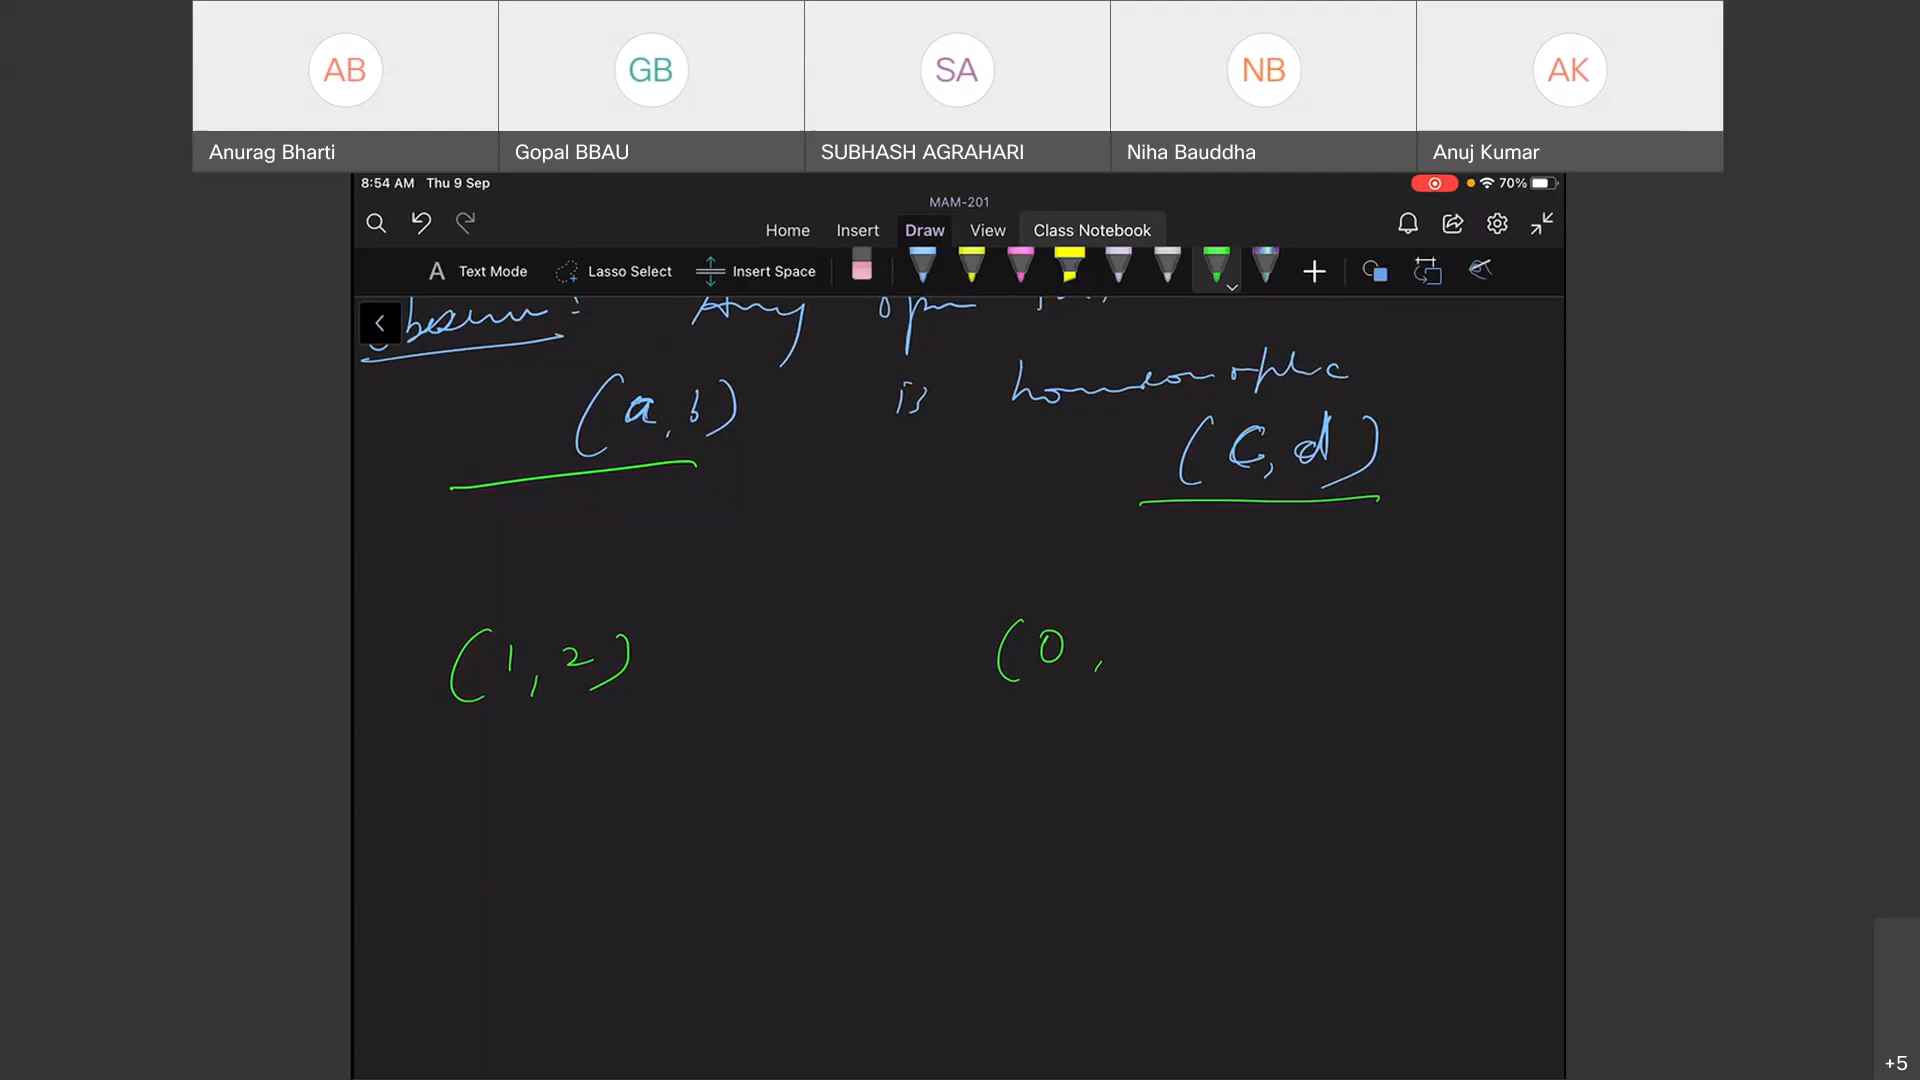 AB GB SA NB AK
Anurag Bharti Gopal BBAU SUBHASH AGRAHARI Niha Bauddha Anuj Kumar
8:54 AM Thu 9 Sep 70%
MAM-201
Home Insert Draw View Class Notebook
A Text Mode Lasso Select Insert Space
Any open
(a, b) is homeomorphic
(c, d)
(1, 2) (0,
+5